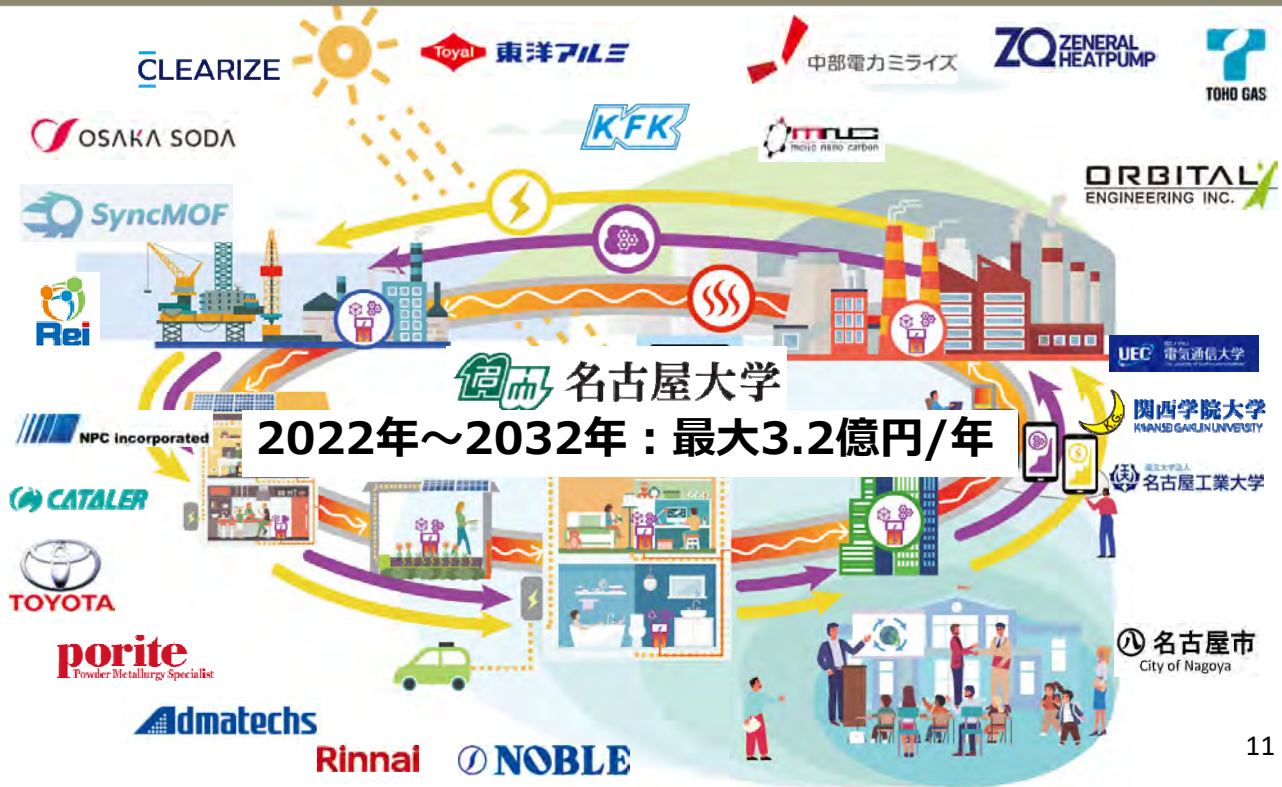 CLEARIZE
Toyal 東洋アルミ
中部電力ミライズ
ZQ ZENERAL
HEATPUMP
TOHO GAS
OSAKA SODA
KFK
mnc
ORBITAL
ENGINEERING INC.
SyncMOF
Rei
名古屋大学
UEC 電気通信大学
関西学院大学
KWANSEI GAKUIN UNIVERSITY
NPC incorporated
2022年～2032年：最大3.2億円/年
名古屋工業大学
CATALER
TOYOTA
porite
Powder Metallurgy Specialist
名古屋市
City of Nagoya
Admatechs
Rinnai
NOBLE
11